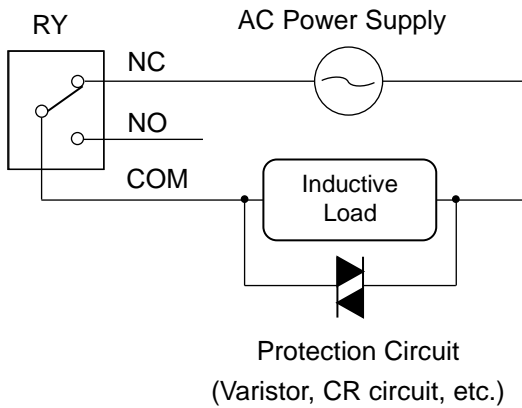 RY
AC Power Supply
NC
NO
COM
Inductive
Load
Protection Circuit
(Varistor, CR circuit, etc.)